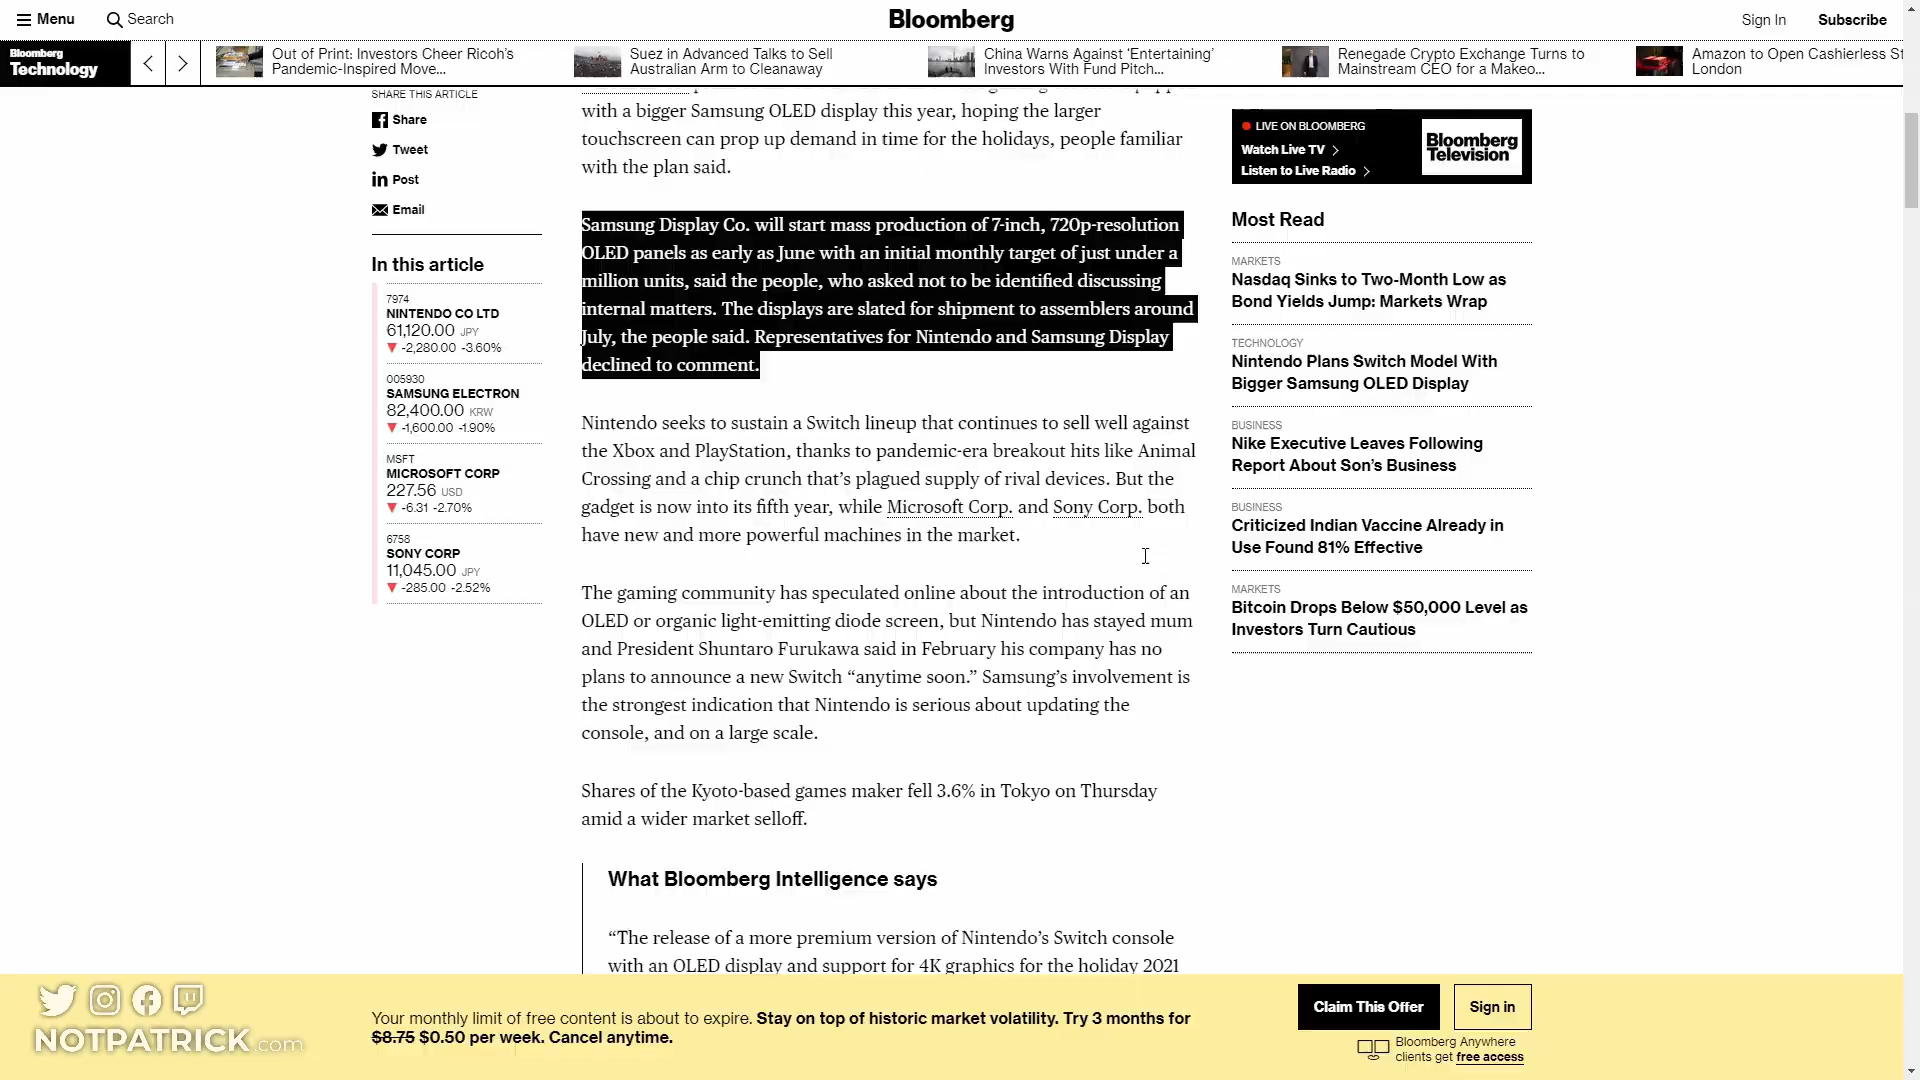 Menu
Search
Bloomberg
Sign In
Subscribe
Bloomberg
Technology
Out of Print: Investors Cheer Ricoh's
Pandemic-Inspired Move...
Suez in Advanced Talks to Sell
Australian Arm to Cleanaway
China Warns Against ‘Entertaining’
Investors With Fund Pitch...
Renegade Crypto Exchange Turns to
Mainstream CEO for a Makeo...
Amazon to Open Cashierless St
London
SHARE THIS ARTICLE
Share
Tweet
Post
Email
In this article
7974
NINTENDO CO LTD
61,120.00 JPY
▼ -2,280.00 -3.60%
005930
SAMSUNG ELECTRON
82,400.00 KRW
▼ -1,600.00 -1.90%
MSFT
MICROSOFT CORP
227.56 USD
▼ -6.31 -2.70%
6758
SONY CORP
11,045.00 JPY
▼ -285.00 -2.52%
with a bigger Samsung OLED display this year, hoping the larger
touchscreen can prop up demand in time for the holidays, people familiar
with the plan said.
Samsung Display Co. will start mass production of 7-inch, 720p-resolution
OLED panels as early as June with an initial monthly target of just under a
million units, said the people, who asked not to be identified discussing
internal matters. The displays are slated for shipment to assemblers around
July, the people said. Representatives for Nintendo and Samsung Display
declined to comment.
Nintendo seeks to sustain a Switch lineup that continues to sell well against
the Xbox and PlayStation, thanks to pandemic-era breakout hits like Animal
Crossing and a chip crunch that’s plagued supply of rival devices. But the
gadget is now into its fifth year, while Microsoft Corp. and Sony Corp. both
have new and more powerful machines in the market.
The gaming community has speculated online about the introduction of an
OLED or organic light-emitting diode screen, but Nintendo has stayed mum
and President Shuntaro Furukawa said in February his company has no
plans to announce a new Switch “anytime soon.” Samsung’s involvement is
the strongest indication that Nintendo is serious about updating the
console, and on a large scale.
Shares of the Kyoto-based games maker fell 3.6% in Tokyo on Thursday
amid a wider market selloff.
What Bloomberg Intelligence says
“The release of a more premium version of Nintendo’s Switch console
with an OLED display and support for 4K graphics for the holiday 2021
LIVE ON BLOOMBERG
Watch Live TV
Listen to Live Radio
Bloomberg
Television
Most Read
MARKETS
Nasdaq Sinks to Two-Month Low as
Bond Yields Jump: Markets Wrap
TECHNOLOGY
Nintendo Plans Switch Model With
Bigger Samsung OLED Display
BUSINESS
Nike Executive Leaves Following
Report About Son’s Business
BUSINESS
Criticized Indian Vaccine Already in
Use Found 81% Effective
MARKETS
Bitcoin Drops Below $50,000 Level as
Investors Turn Cautious
NOTPATRICK.com
Your monthly limit of free content is about to expire. Stay on top of historic market volatility. Try 3 months for
$8.75 $0.50 per week. Cancel anytime.
Claim This Offer
Sign in
Bloomberg Anywhere
clients get free access